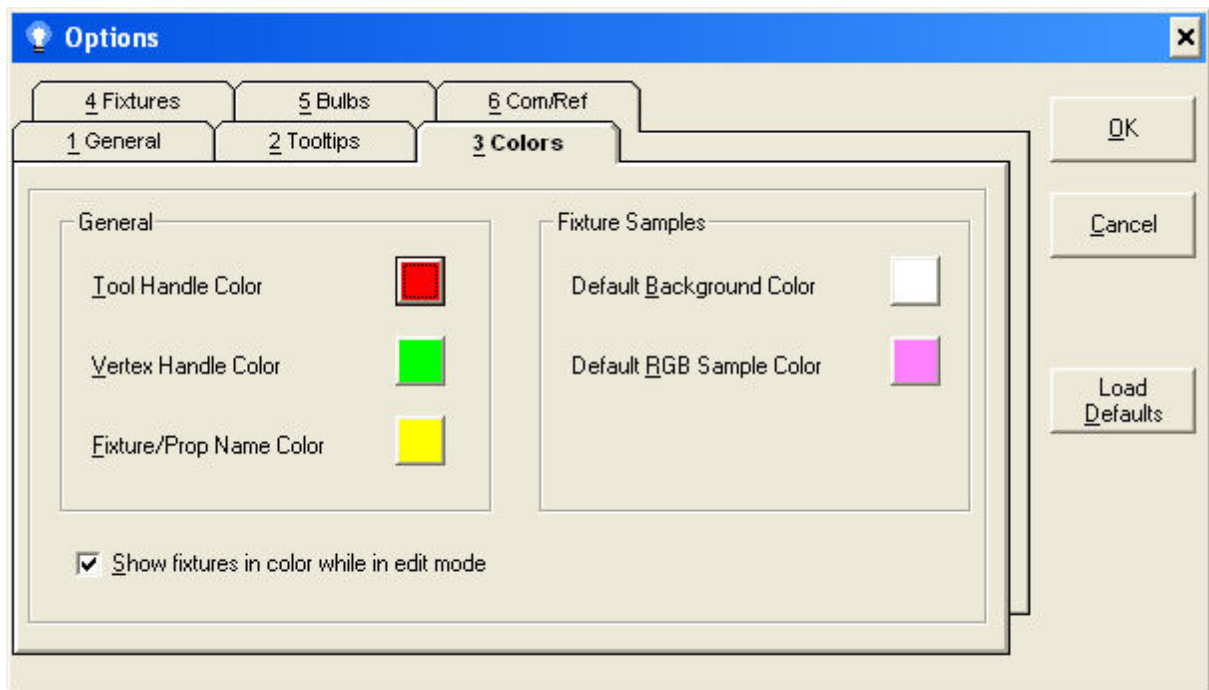 Options
4 Fixtures 5 Bulbs 6 Com/Ref
1 General 2 Tooltips 3 Colors
General
Tool Handle Color
Vertex Handle Color
Fixture/Prop Name Color
Fixture Samples
Default Background Color
Default RGB Sample Color
Show fixtures in color while in edit mode
OK
Cancel
Load
Defaults